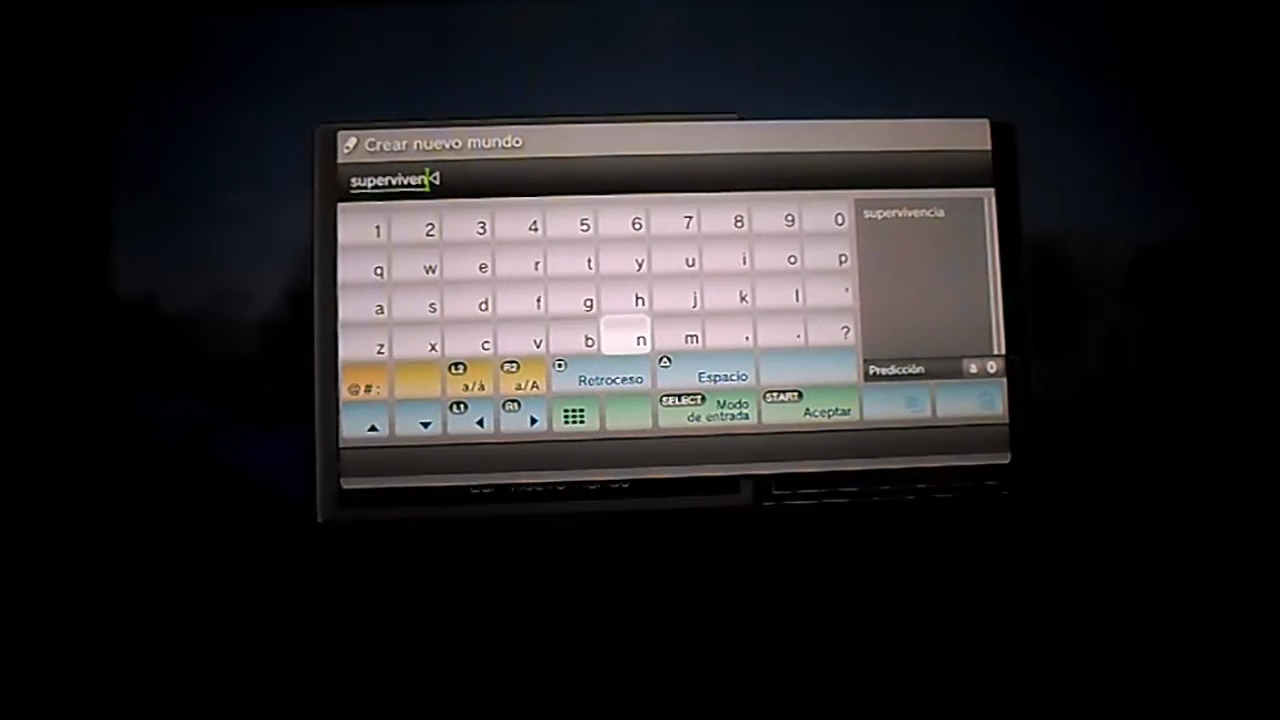 Crear nuevo mundo
superviven
1 2 3 4 5 6 7 8 9 0
supervivencia
q w e r t y u i o p
a s d f g h j k l '
z x c v b n m , . ?
Predicción a 0
@#: L2 a/à R2 a/A Retroceso Espacio
L1 R1 SELECT Modo de entrada START Aceptar